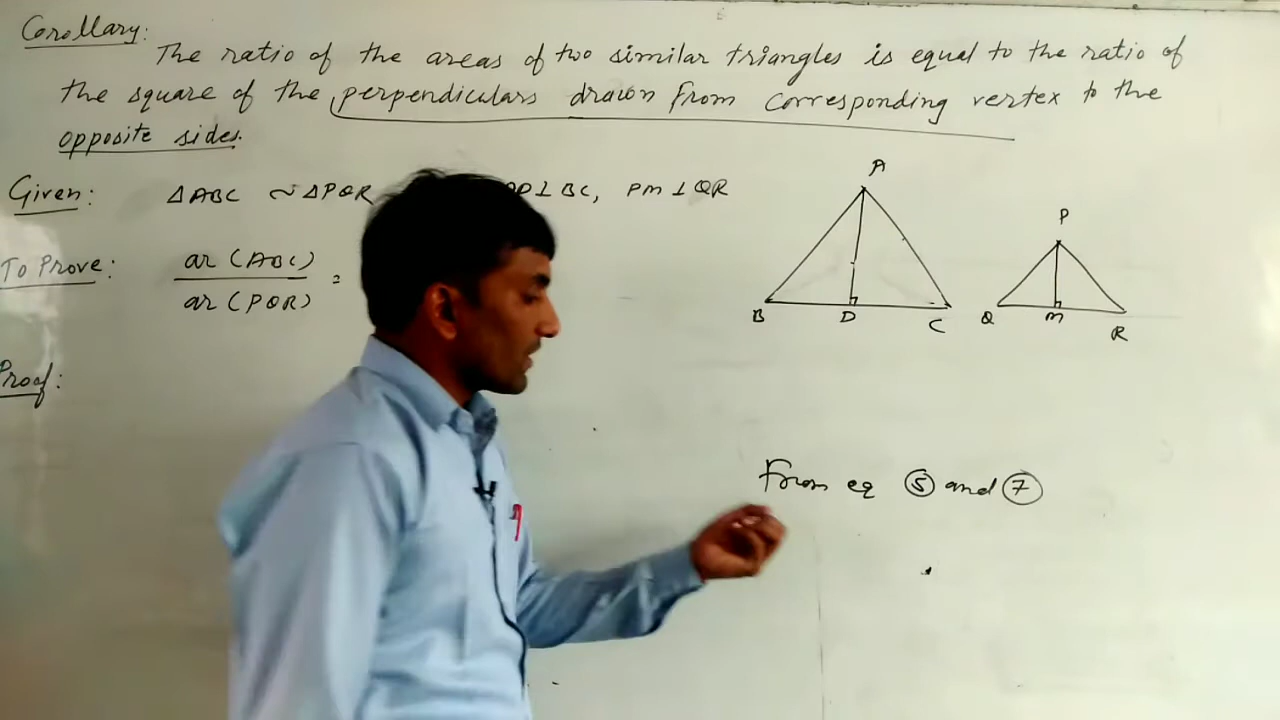 Corollary:
The ratio of the areas of two similar triangles is equal to the ratio of
the square of the perpendiculars drawn from corresponding vertex to the
opposite sides.
Given: ΔABC ~ ΔPQR D⊥BC, PM⊥QR
To Prove: ar (ABC)
ar (PQR)
=
Proof:
A
B D C
P
Q M R
From eq ⑤ and ⑦